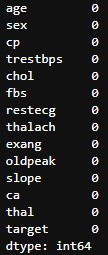 age 0
sex 0
cp 0
trestbps 0
chol 0
fbs 0
restecg 0
thalach 0
exang 0
oldpeak 0
slope 0
ca 0
thal 0
target 0
dtype: int64